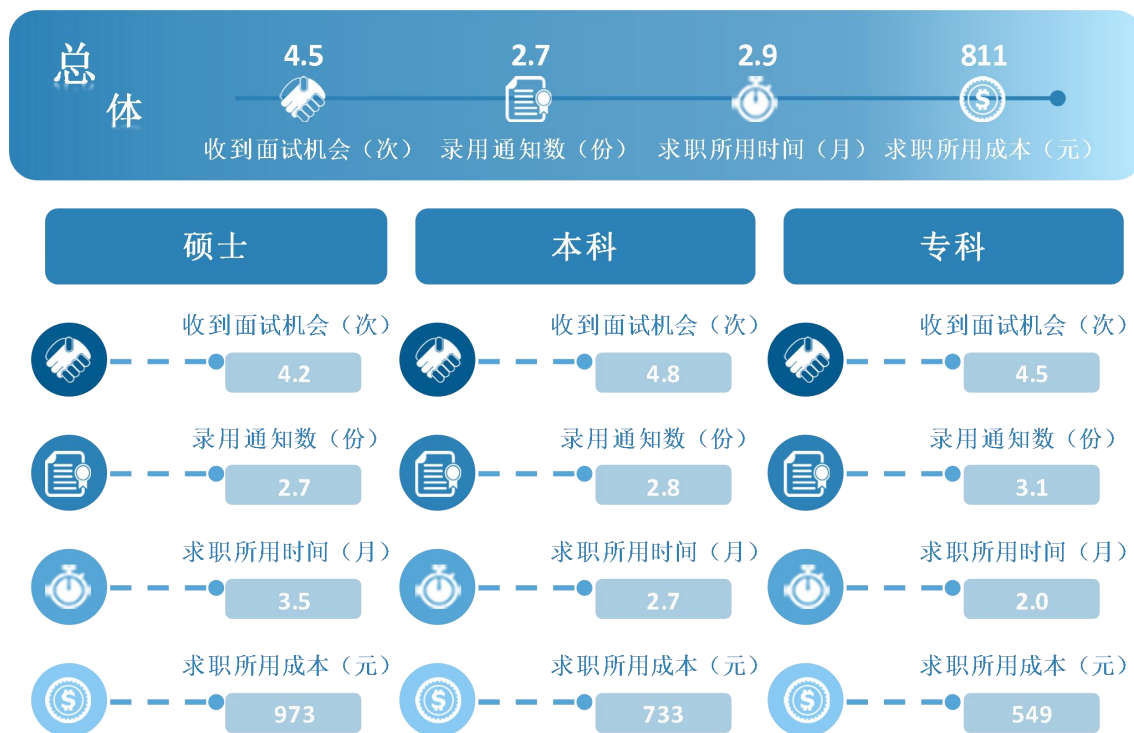 总体
4.5 2.7 2.9 811
收到面试机会（次） 录用通知数（份） 求职所用时间（月） 求职所用成本（元）
硕士 本科 专科
收到面试机会（次） 收到面试机会（次） 收到面试机会（次）
4.2 4.8 4.5
录用通知数（份） 录用通知数（份） 录用通知数（份）
2.7 2.8 3.1
求职所用时间（月） 求职所用时间（月） 求职所用时间（月）
3.5 2.7 2.0
求职所用成本（元） 求职所用成本（元） 求职所用成本（元）
973 733 549